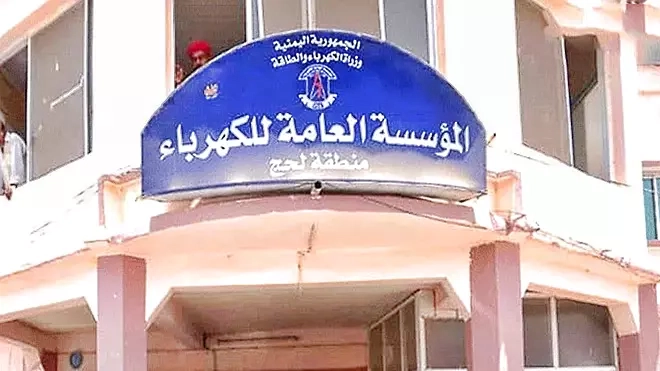 الجمهورية اليمنية
وزارة الكهرباء والطاقة
المؤسسة العامة للكهرباء
منطقة لحج